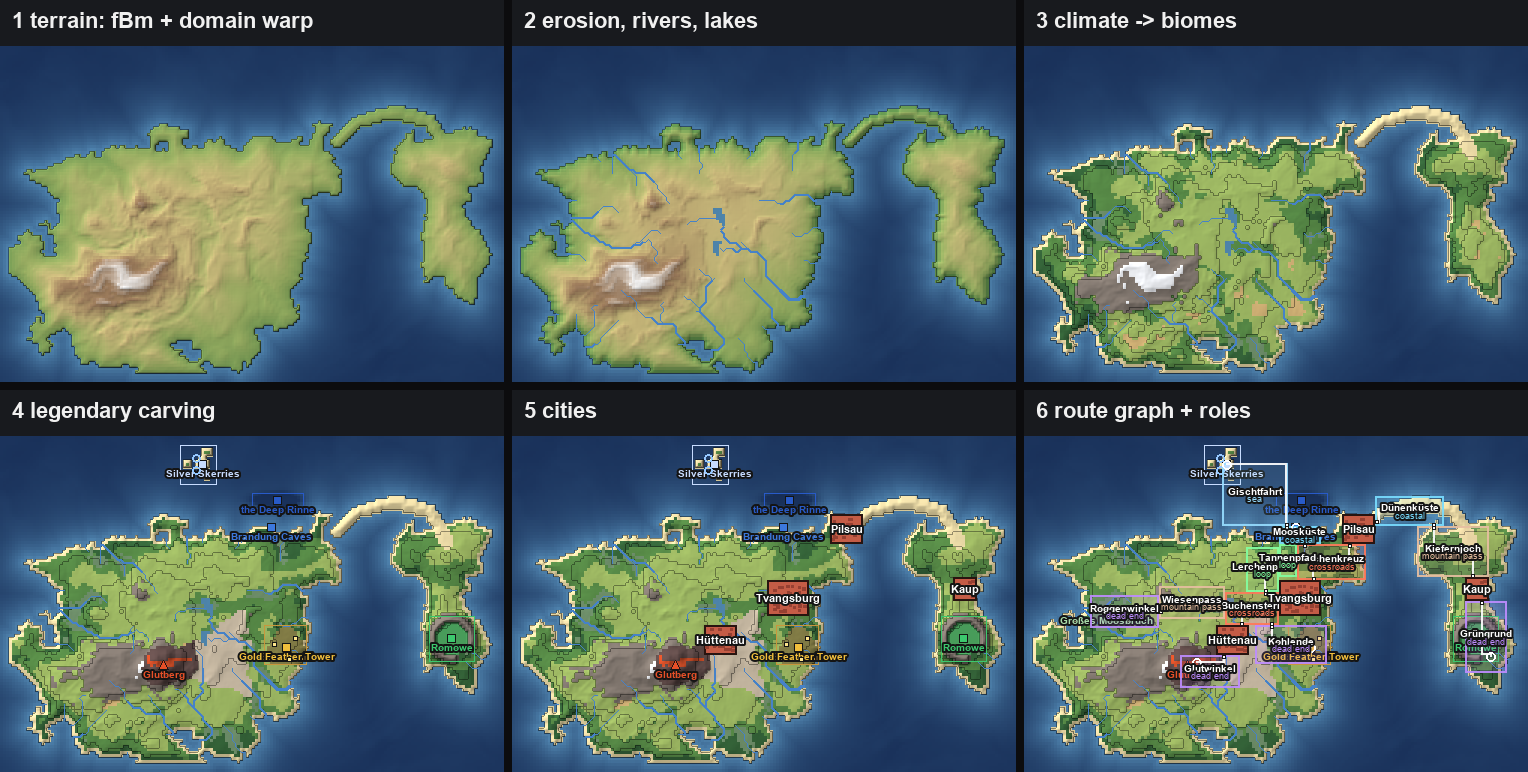 1 terrain: fBm + domain warp
2 erosion, rivers, lakes
3 climate -> biomes
4 legendary carving
Silver Skerries
the Deep Rinne
Brandung Caves
Gold Feather Tower
Glutberg
Romowe
5 cities
Silver Skerries
the Deep Rinne
Brandung Caves
Pilsau
Tvangsburg
Kaup
Hüttenau
Gold Feather Tower
Glutberg
Romowe
6 route graph + roles
Silver Skerries
Gischtfahrt
sea
the Deep Rinne
Dünenküste
coastal
Pilsau
Moosküste
coastal
Kiefernjoch
mountain pass
Tannenpfad
loop
crossroads
loop
Kaup
Wiesenpass
mountain pass
Tvangsburg
Roggenwinkel
dead end
crossroads
Hüttenau
Kohlende
dead end
Gold Feather Tower
Grüngrund
dead end
Glutwinkel
dead end